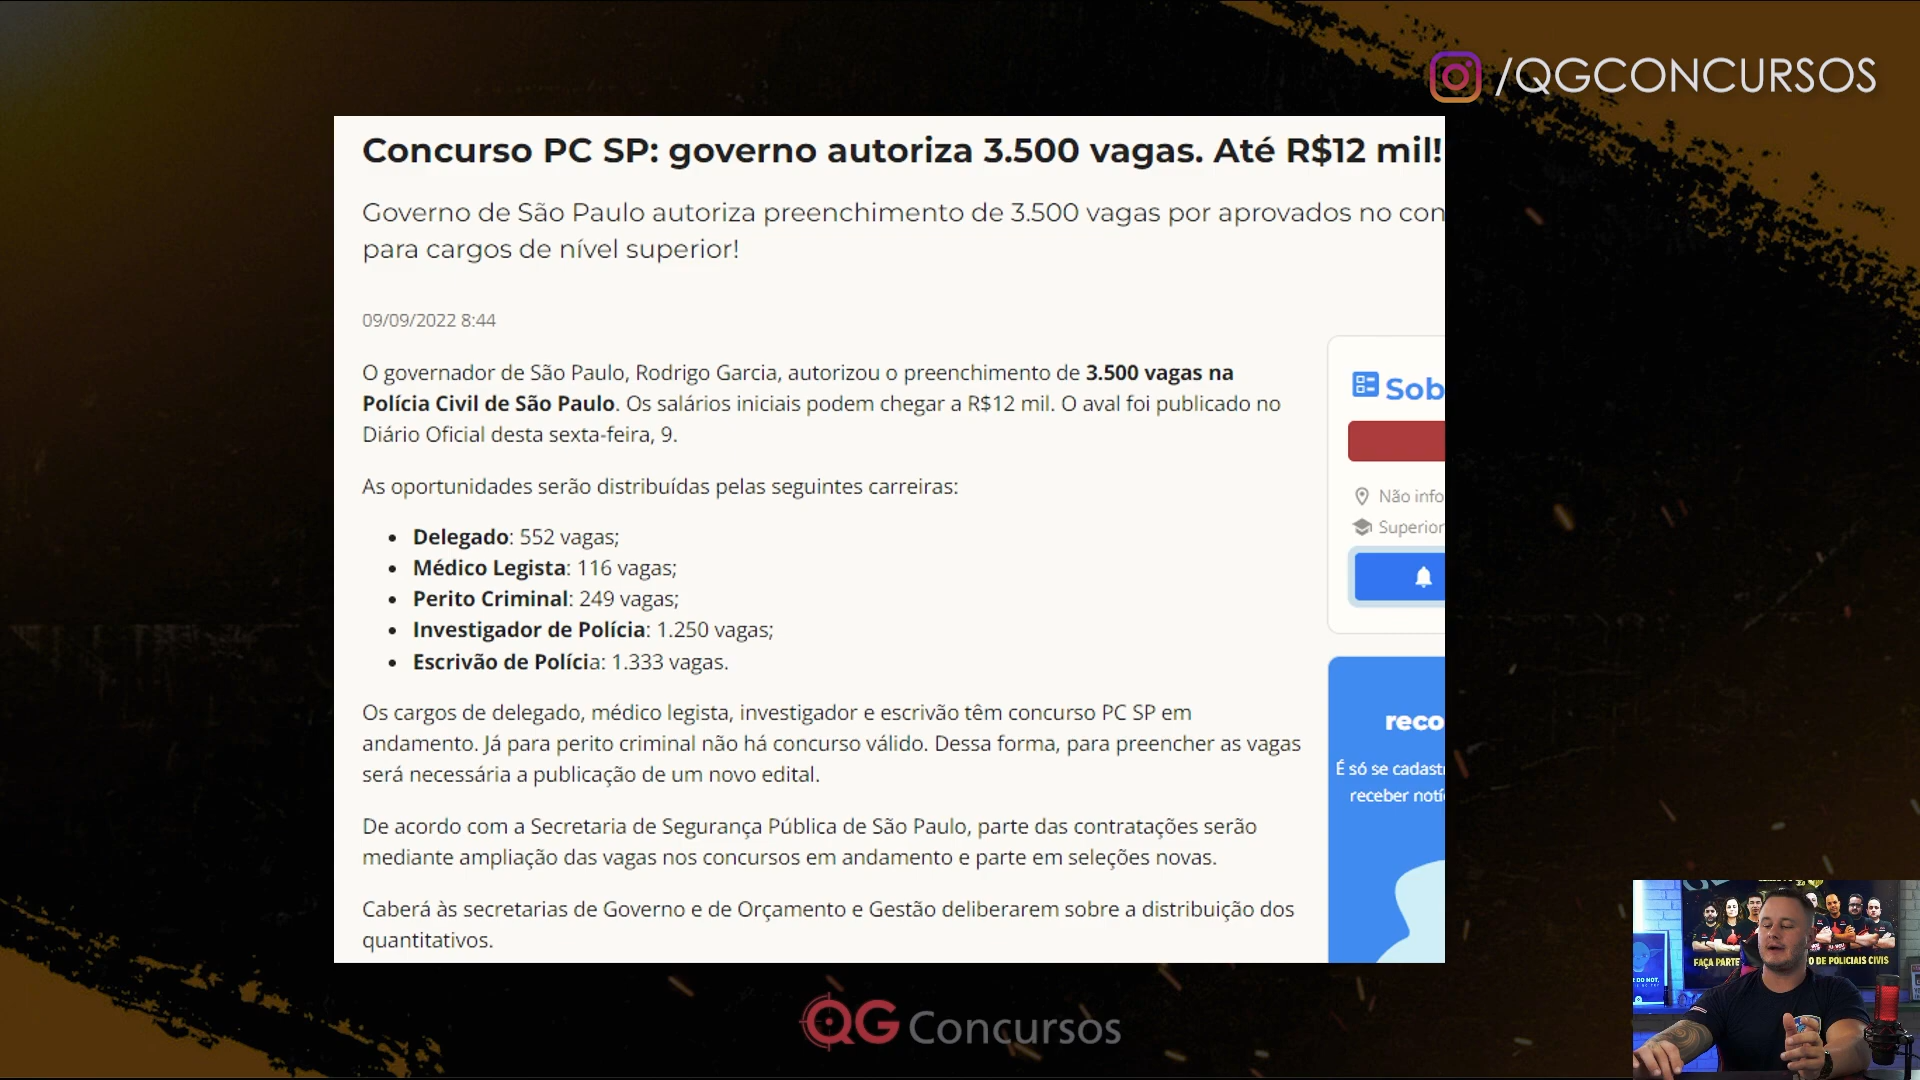 /QGCONCURSOS
Concurso PC SP: governo autoriza 3.500 vagas. Até R$12 mil!
Governo de São Paulo autoriza preenchimento de 3.500 vagas por aprovados no con
para cargos de nível superior!
09/09/2022 8:44
O governador de São Paulo, Rodrigo Garcia, autorizou o preenchimento de 3.500 vagas na
Polícia Civil de São Paulo. Os salários iniciais podem chegar a R$12 mil. O aval foi publicado no
Diário Oficial desta sexta-feira, 9.
As oportunidades serão distribuídas pelas seguintes carreiras:
• Delegado: 552 vagas;
• Médico Legista: 116 vagas;
• Perito Criminal: 249 vagas;
• Investigador de Polícia: 1.250 vagas;
• Escrivão de Polícia: 1.333 vagas.
Os cargos de delegado, médico legista, investigador e escrivão têm concurso PC SP em
andamento. Já para perito criminal não há concurso válido. Dessa forma, para preencher as vagas
será necessária a publicação de um novo edital.
De acordo com a Secretaria de Segurança Pública de São Paulo, parte das contratações serão
mediante ampliação das vagas nos concursos em andamento e parte em seleções novas.
Caberá às secretarias de Governo e de Orçamento e Gestão deliberarem sobre a distribuição dos
quantitativos.
Sob
Não info
Superior
reco
É só se cadast
receber notí
FAÇA PARTE
O DE POLICIAIS CIVIS
QG Concursos